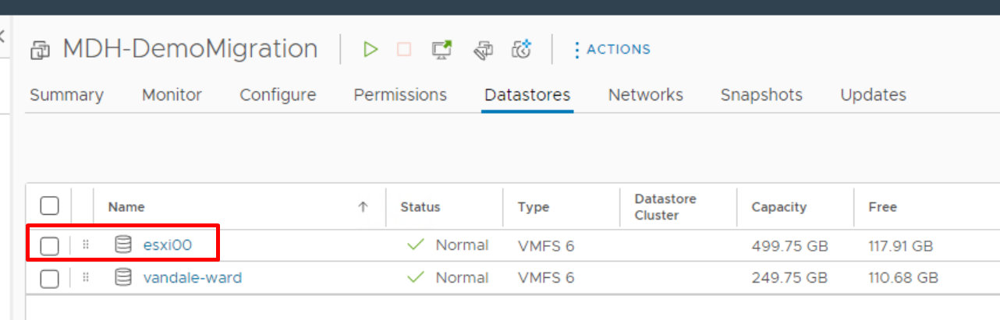 MDH-DemoMigration
ACTIONS
Summary Monitor Configure Permissions Datastores Networks Snapshots Updates
Name Status Type Datastore Cluster Capacity Free
esxi00 Normal VMFS 6 499.75 GB 117.91 GB
vandale-ward Normal VMFS 6 249.75 GB 110.68 GB